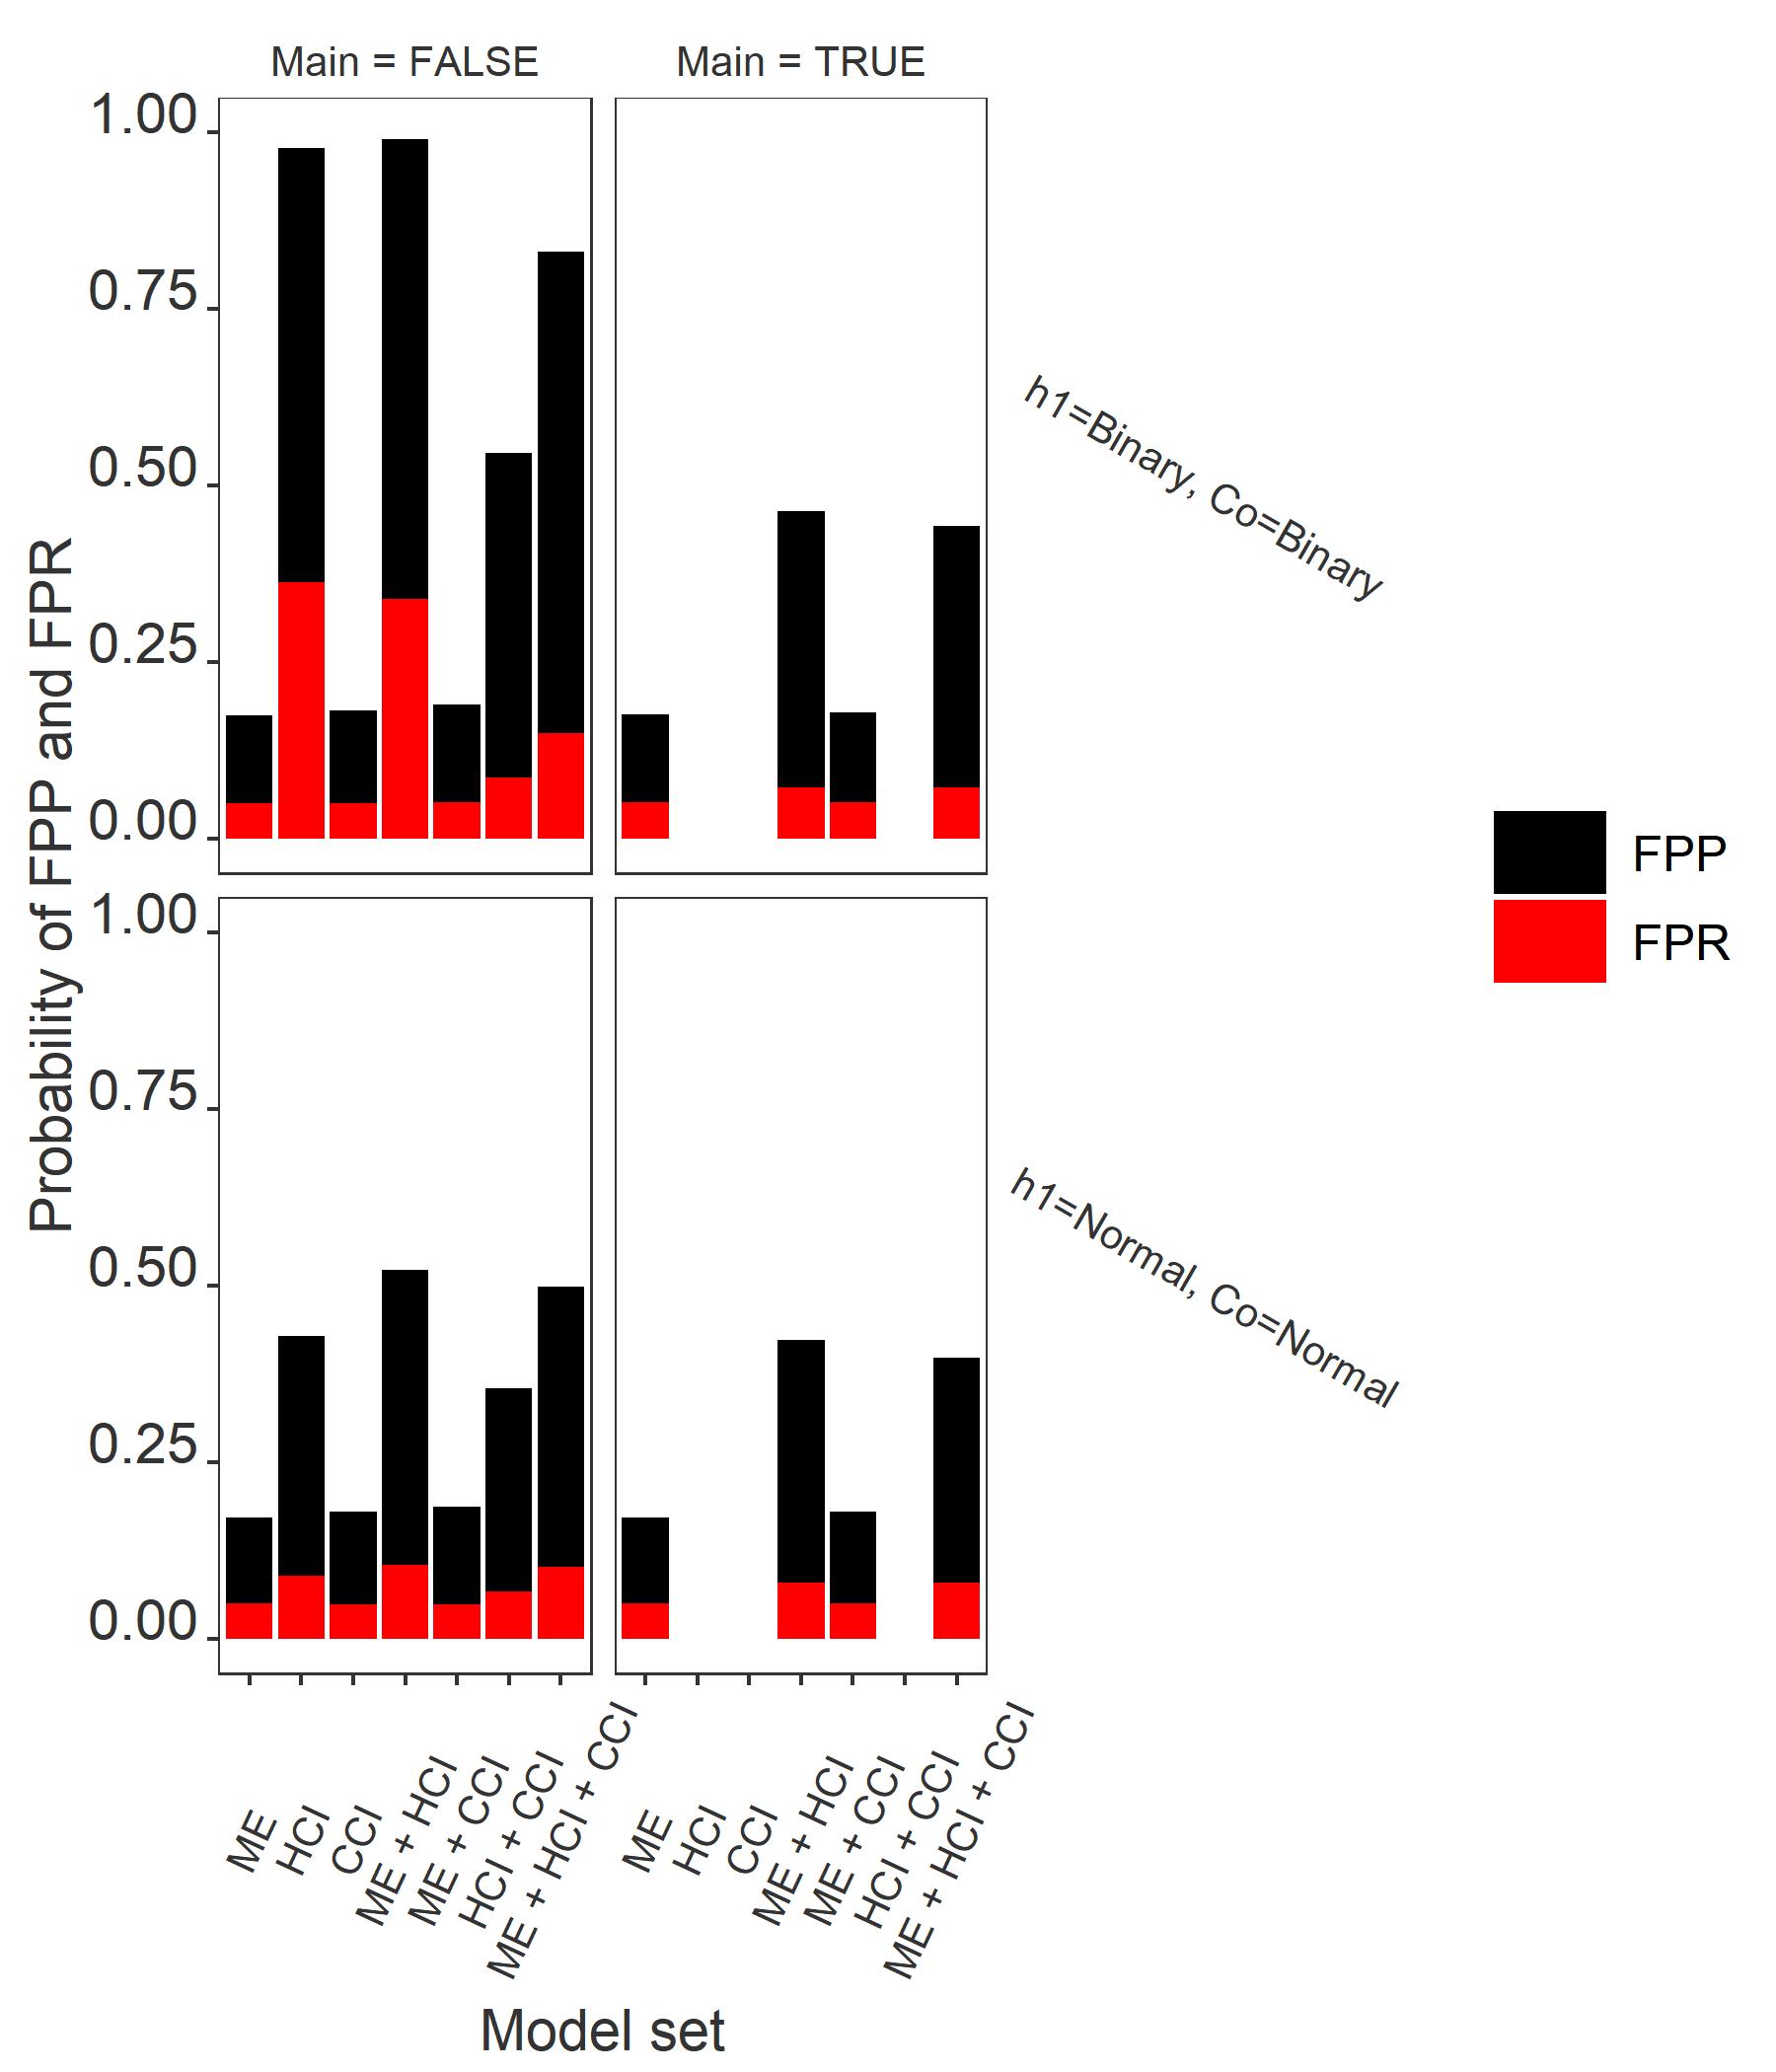 Main = FALSE
Main = TRUE
Probability of FPP and FPR
1.00
0.75
0.50
0.25
0.00
h1=Binary, Co=Binary
1.00
0.75
0.50
0.25
0.00
h1=Normal, Co=Normal
FPP
FPR
ME
HCI
CCI
ME + HCI
ME + CCI
HCI + CCI
ME + HCI + CCI
ME
HCI
CCI
ME + HCI
ME + CCI
HCI + CCI
ME + HCI + CCI
Model set